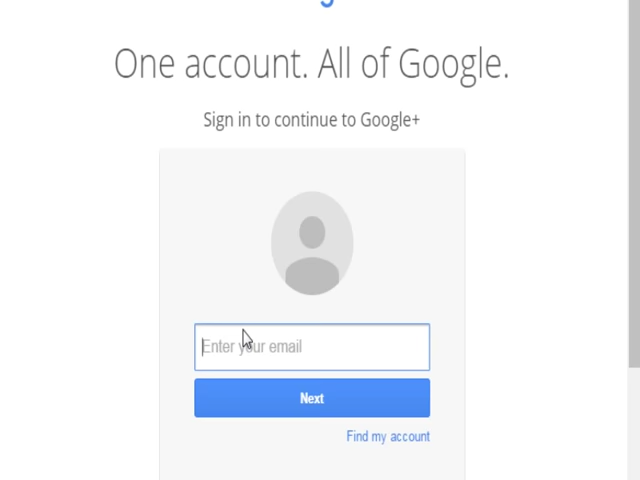 One account. All of Google.
Sign in to continue to Google+
Enter your email
Next
Find my account